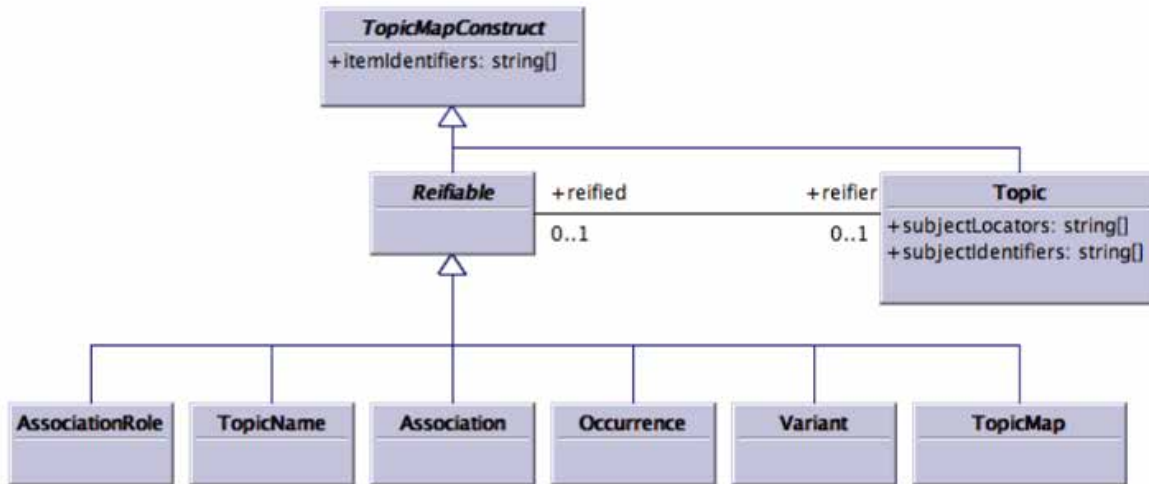 TopicMapConstruct
+itemIdentifiers: string[]
Reifiable
+reified
+reifier
0..1
0..1
Topic
+subjectLocators: string[]
+subjectIdentifiers: string[]
AssociationRole
TopicName
Association
Occurrence
Variant
TopicMap